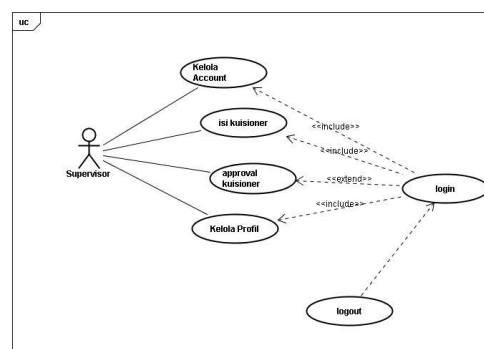 uc
Kelola
Account
isi kuisioner
<<include>>
<<include>>
approval
kuisioner
Supervisor
<<extend>>
login
<<include>>
Kelola Profil
logout